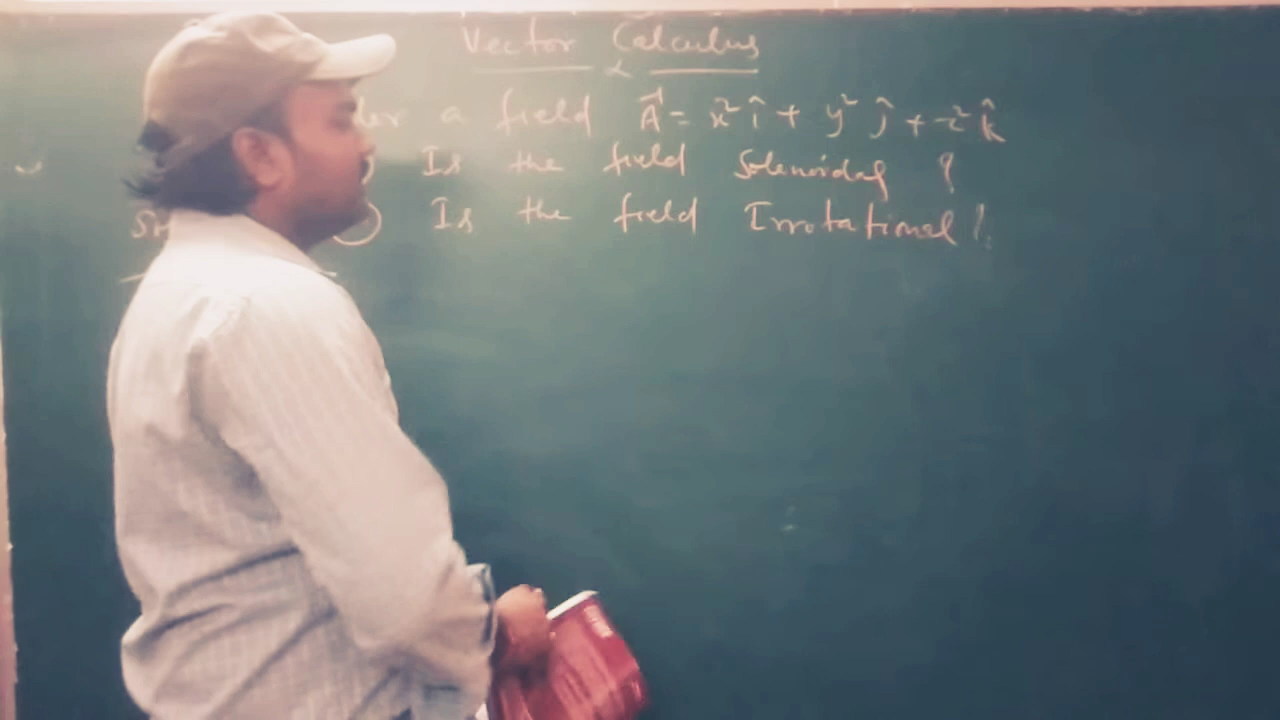 Vector Calculus
a field A⃗ = x² î + y² ĵ + z² k̂
Is the field Solenoidal ?
Is the field Irrotational ?